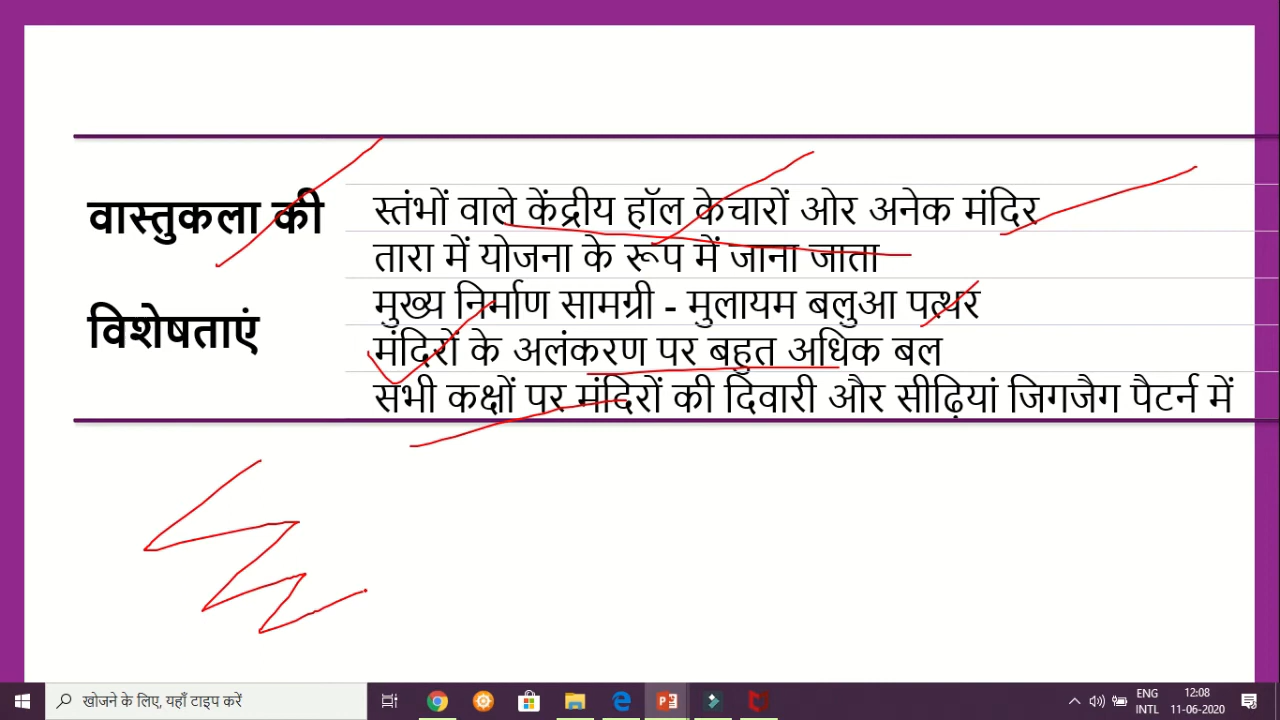 वास्तुकला की
विशेषताएं
स्तंभों वाले केंद्रीय हॉल केचारों ओर अनेक मंदिर
तारा में योजना के रूप में जाना जाता
मुख्य निर्माण सामग्री - मुलायम बलुआ पत्थर
मंदिरों के अलंकरण पर बहुत अधिक बल
सभी कक्षों पर मंदिरों की दिवारी और सीढ़ियां जिगजैग पैटर्न में
खोजने के लिए, यहाँ टाइप करें
ENG
INTL
12:08
11-06-2020